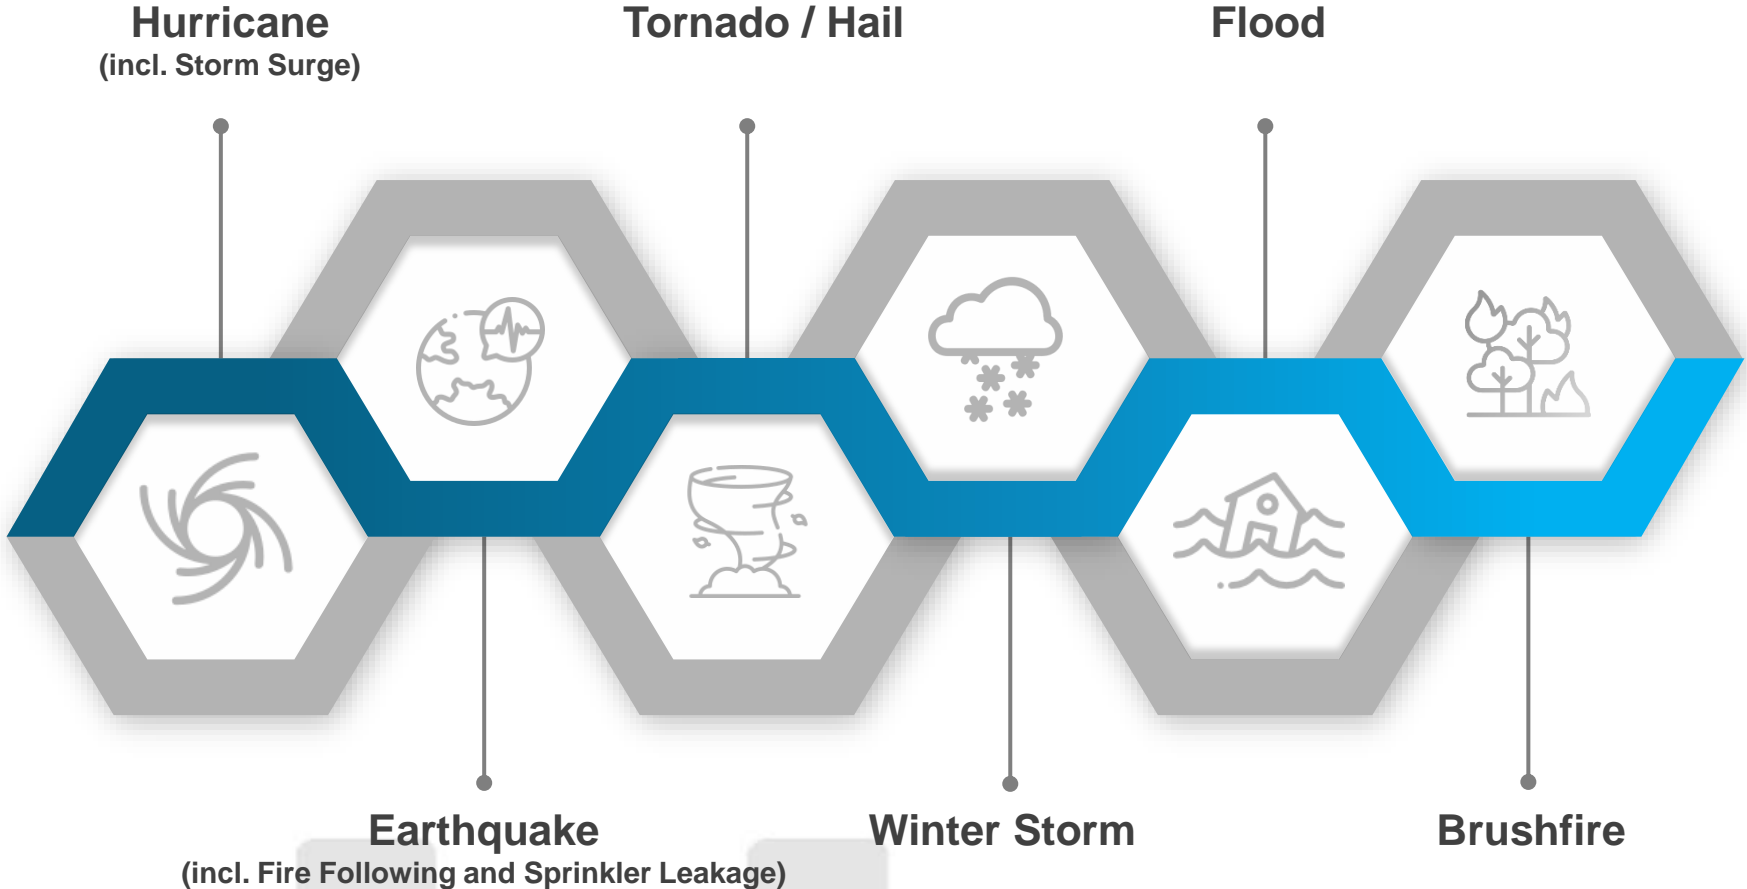 Hurricane
(incl. Storm Surge)
Tornado / Hail
Flood
Earthquake
(incl. Fire Following and Sprinkler Leakage)
Winter Storm
Brushfire